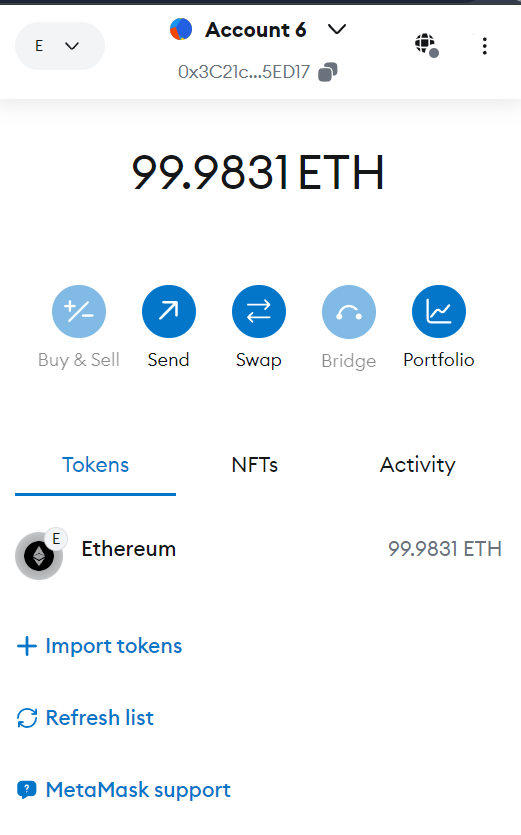 E
Account 6
0x3C21c...5ED17
99.9831 ETH
Buy & Sell Send Swap Bridge Portfolio
Tokens NFTs Activity
E
Ethereum 99.9831 ETH
Import tokens
Refresh list
MetaMask support